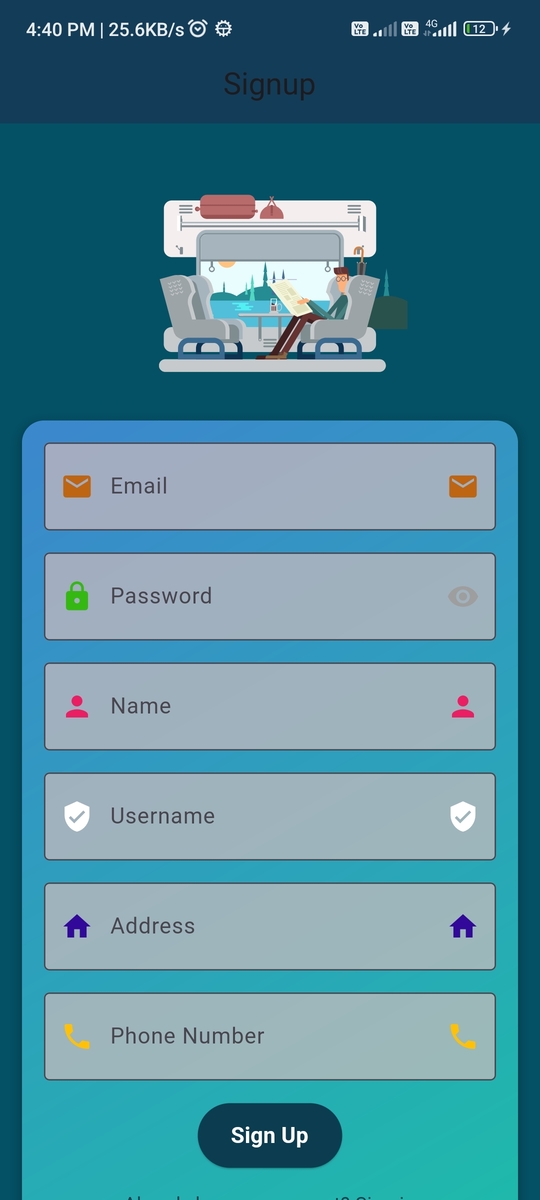 4:40 PM | 25.6KB/s Vo LTE Vo LTE 4G 12
Signup
Email
Password
Name
Username
Address
Phone Number
Sign Up